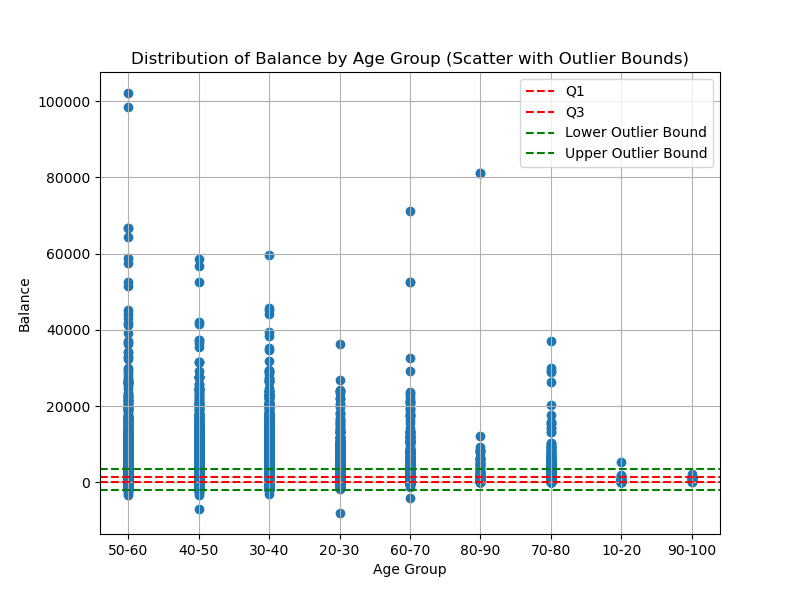 Distribution of Balance by Age Group (Scatter with Outlier Bounds)
Q1
Q3
Lower Outlier Bound
Upper Outlier Bound
100000
80000
60000
40000
20000
0
Balance
50-60 40-50 30-40 20-30 60-70 80-90 70-80 10-20 90-100
Age Group